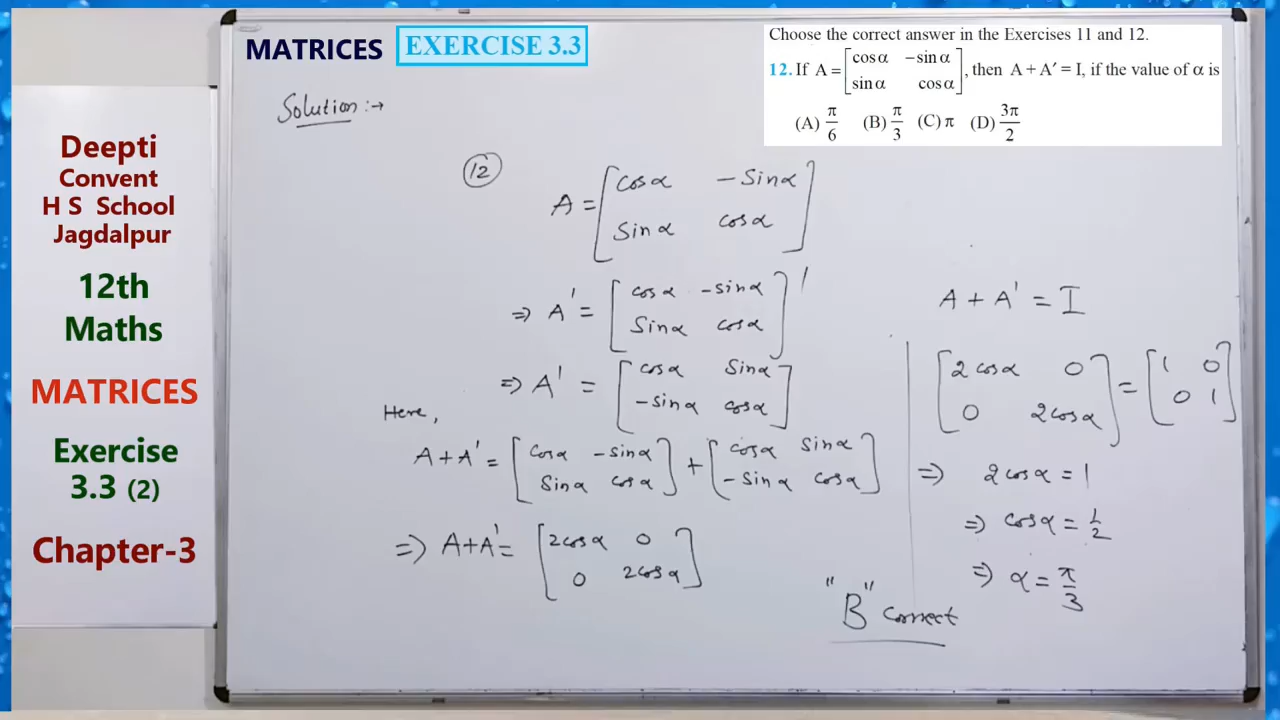 MATRICES EXERCISE 3.3
Choose the correct answer in the Exercises 11 and 12.
12. If A = [cos α −sin α
sin α cos α], then A + A′ = I, if the value of α is
(A) π/6 (B) π/3 (C) π (D) 3π/2
Deepti
Convent
H S School
Jagdalpur
12th
Maths
MATRICES
Exercise
3.3 (2)
Chapter-3
Solution :→
(12)
A = [cosα −Sinα
Sinα cosα]
⇒ A' = [cosα −sinα
Sinα cosα]'
⇒ A' = [cosα Sinα
−sinα cosα]
Here,
A+A' = [cosα −sinα
Sinα cosα] + [cosα sinα
−sinα cosα]
⇒ A+A' = [2cosα 0
0 2cosα]
A + A' = I
[2cosα 0
0 2cosα] = [1 0
0 1]
⇒ 2cosα = 1
⇒ cosα = 1/2
⇒ α = π/3
"B" correct